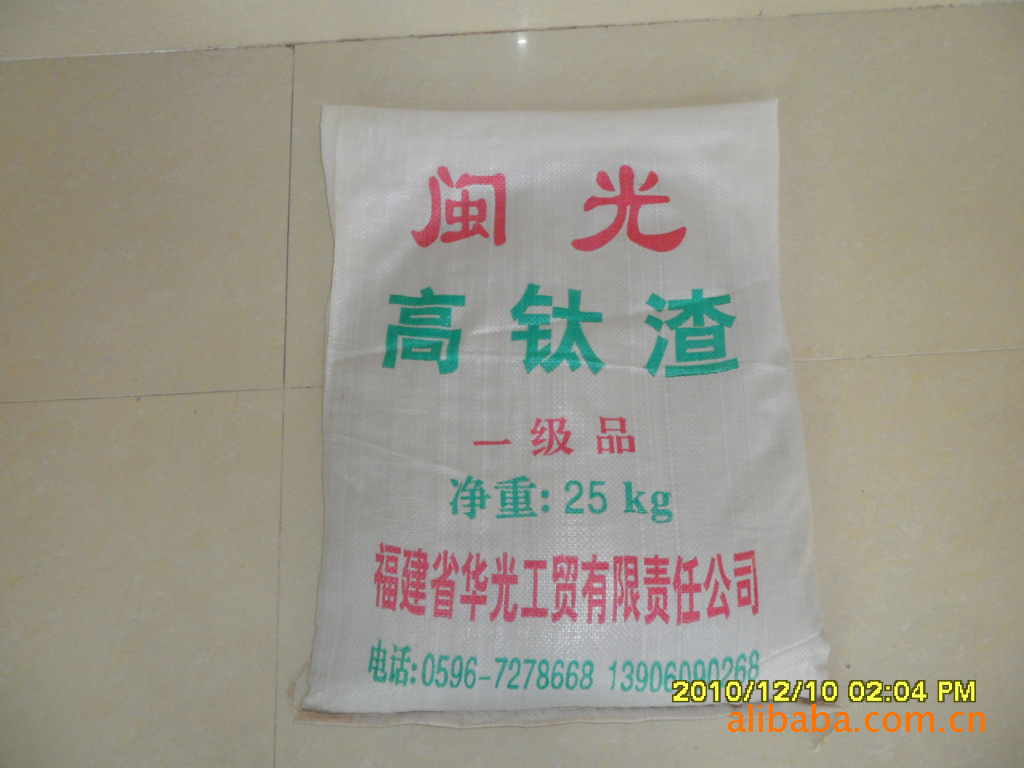 闽光
高钛渣
一级品
净重: 25 kg
福建省华光工贸有限责任公司
电话: 0596-7278668 13906090268
2010/12/10 02:04 PM
alibaba.com.cn